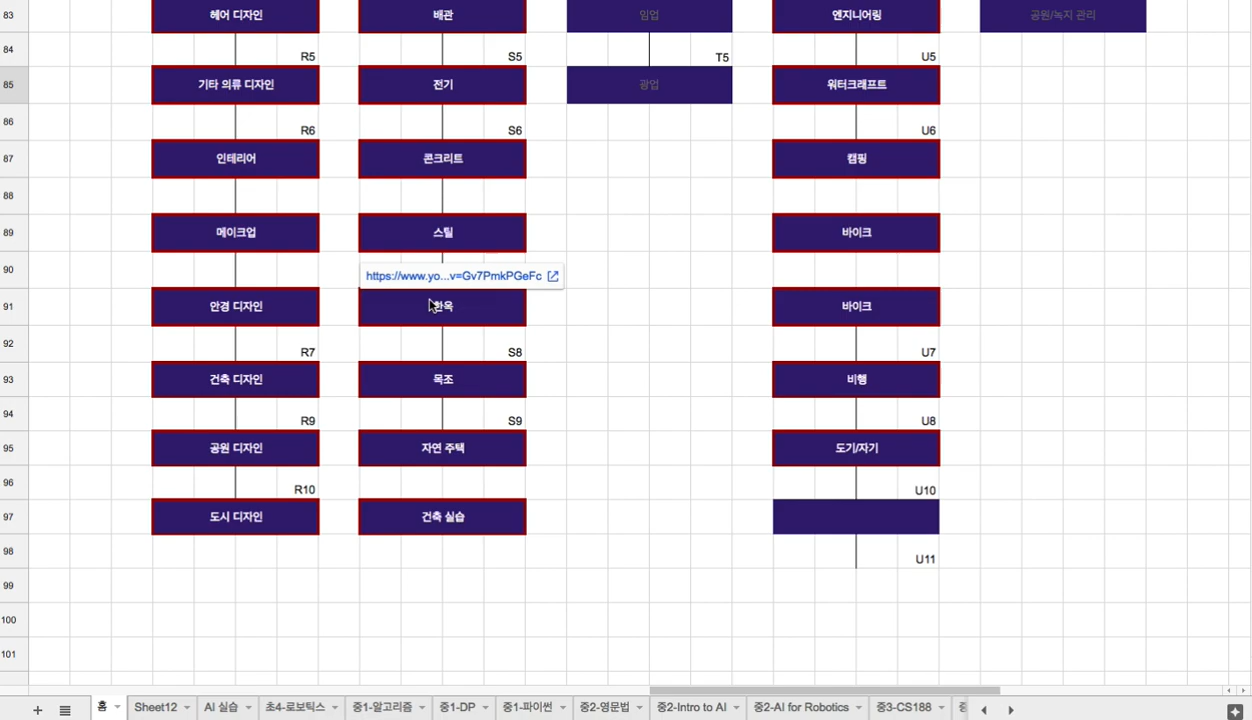 83 헤어 디자인 배관 임업 엔지니어링 공원/녹지 관리
84 R5 S5 T5 U5
85 기타 의류 디자인 전기 광업 워터크래프트
86 R6 S6 U6
87 인테리어 콘크리트 캠핑
88
89 메이크업 스틸 바이크
90 https://www.yo...v=Gv7PmkPGeFc
91 안경 디자인 한옥 바이크
92 R7 S8 U7
93 건축 디자인 목조 비행
94 R9 S9 U8
95 공원 디자인 자연 주택 도기/자기
96 R10 U10
97 도시 디자인 건축 실습
98 U11
99
100
101
홈 Sheet12 AI 실습 초4-로보틱스 중1-알고리즘 중1-DP 중1-파이썬 중2-영문법 중2-Intro to AI 중2-AI for Robotics 중3-CS188